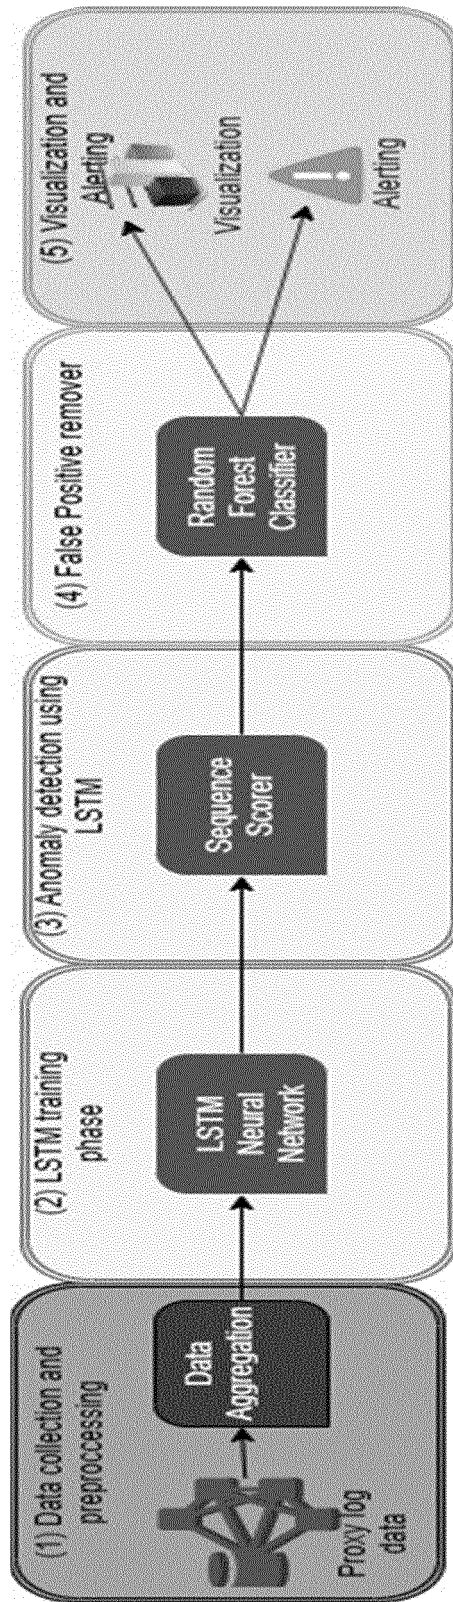 (1) Data collection and
preproccessing
Proxy log
data
Data
Aggregation
(2) LSTM training
phase
LSTM
Neural
Network
(3) Anomaly detection using
LSTM
Sequence
Scorer
(4) False Positive remover
Random
Forest
Classifier
(5) Visualization and
Alerting
Visualization
!
Alerting